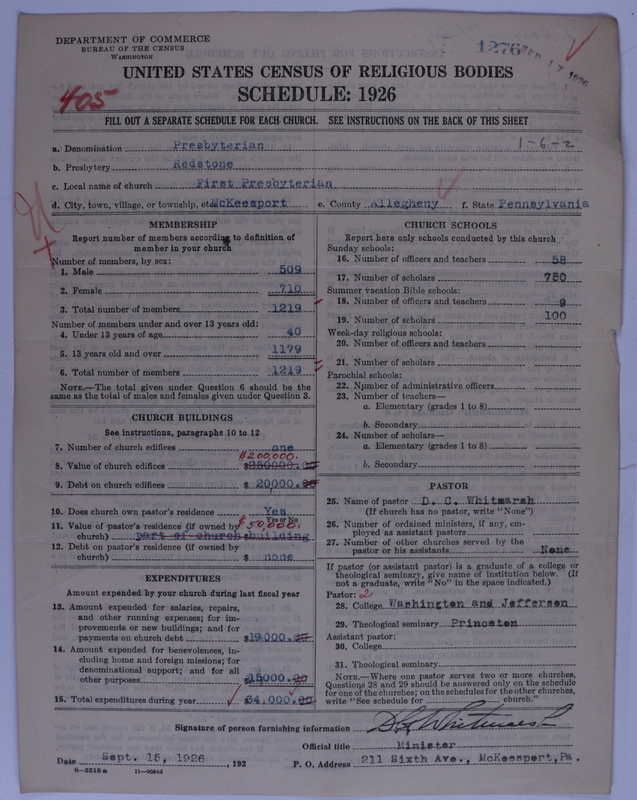 DEPARTMENT OF COMMERCE
BUREAU OF THE CENSUS
WASHINGTON
1276
SEP 17 1926
UNITED STATES CENSUS OF RELIGIOUS BODIES
405
SCHEDULE: 1926
FILL OUT A SEPARATE SCHEDULE FOR EACH CHURCH. SEE INSTRUCTIONS ON THE BACK OF THIS SHEET
1-6-2
a. Denomination Presbyterian
b. Presbytery Redstone
c. Local name of church First Presbyterian
d. City, town, village, or township, etc McKeesport e. County Allegheny f. State Pennsylvania
MEMBERSHIP
Report number of members according to definition of
member in your church
Number of members, by sex:
1. Male 509
2. Female 710
3. Total number of members 1219
Number of members under and over 13 years old:
4. Under 13 years of age 40
5. 13 years old and over 1179
6. Total number of members 1219
NOTE.—The total given under Question 6 should be the
same as the total of males and females given under Question 3.
CHURCH BUILDINGS
See instructions, paragraphs 10 to 12
7. Number of church edifices one
$200,000.
8. Value of church edifices $250000.00
9. Debt on church edifices $ 20000.00
10. Does church own pastor's residence Yes
Yes or No
11. Value of pastor's residence (if owned by $50,000.
church) part of church building
12. Debt on pastor's residence (if owned by
church) $ none
EXPENDITURES
Amount expended by your church during last fiscal year
13. Amount expended for salaries, repairs,
and other running expenses; for im-
provements or new buildings; and for
payments on church debt $19000.00
14. Amount expended for benevolences, in-
cluding home and foreign missions; for
denominational support; and for all
other purposes $15000.00
15. Total expenditures during year $34,000.00
CHURCH SCHOOLS
Report here only schools conducted by this church
Sunday schools:
16. Number of officers and teachers 58
17. Number of scholars 750
Summer vacation Bible schools:
18. Number of officers and teachers 9
19. Number of scholars 100
Week-day religious schools:
20. Number of officers and teachers
21. Number of scholars
Parochial schools:
22. Number of administrative officers
23. Number of teachers—
a. Elementary (grades 1 to 8)
b. Secondary
24. Number of scholars—
a. Elementary (grades 1 to 8)
b. Secondary
PASTOR
25. Name of pastor D. C. Whitmarsh
(If church has no pastor, write "None")
26. Number of ordained ministers, if any, em-
ployed as assistant pastors
27. Number of other churches served by the
pastor or his assistants None
If pastor (or assistant pastor) is a graduate of a college or
theological seminary, give name of institution below. (If
not a graduate, write "No" in the space indicated.)
Pastor: 2
28. College Washington and Jefferson
29. Theological seminary Princeton
Assistant pastor:
30. College
31. Theological seminary
NOTE.—Where one pastor serves two or more churches,
Questions 28 and 29 should be answered only on the schedule
for one of the churches; on the schedules for the other churches,
write "See schedule for church."
Signature of person furnishing information D C Whitmarsh
Official title Minister
Date Sept. 15, 1926, 192 P. O. Address 211 Sixth Ave., McKeesport, Pa.
8-5518a